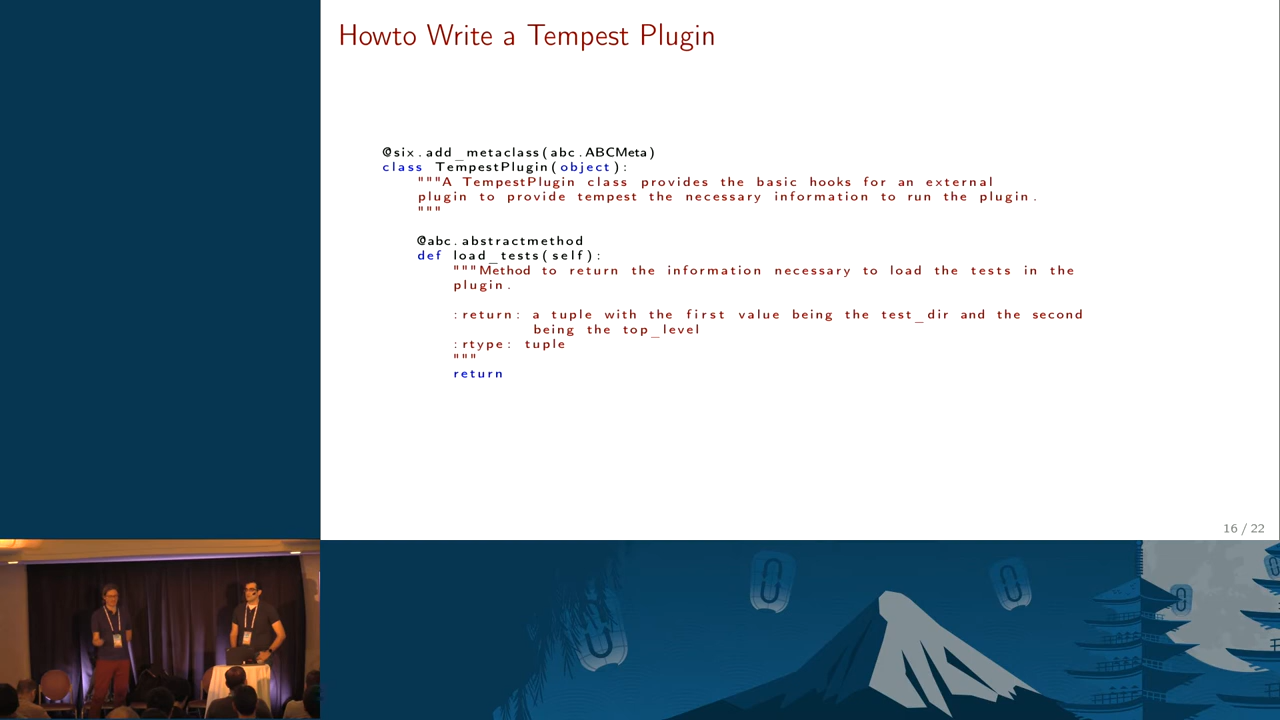 Howto Write a Tempest Plugin
@six.add_metaclass(abc.ABCMeta)
class TempestPlugin(object):
"""A TempestPlugin class provides the basic hooks for an external
plugin to provide tempest the necessary information to run the plugin.
"""
@abc.abstractmethod
def load_tests(self):
"""Method to return the information necessary to load the tests in the
plugin.
:return: a tuple with the first value being the test_dir and the second
being the top_level
:rtype: tuple
"""
return
16 / 22